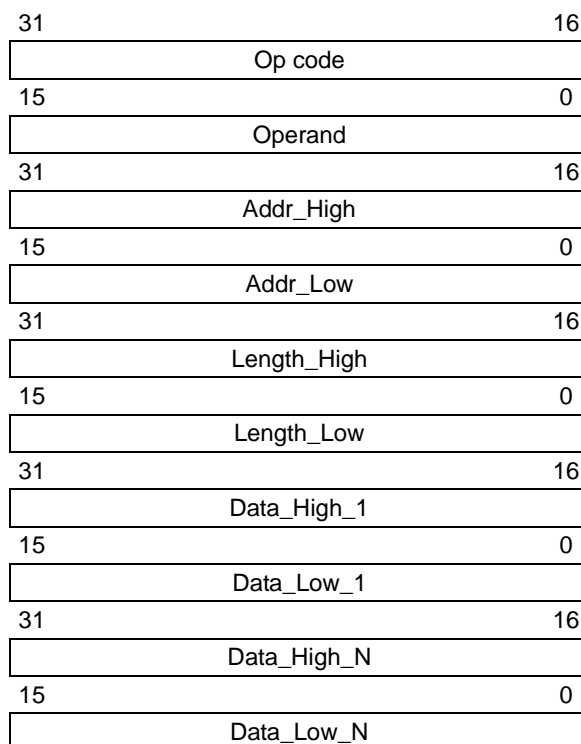 31 16
Op code
15 0
Operand
31 16
Addr_High
15 0
Addr_Low
31 16
Length_High
15 0
Length_Low
31 16
Data_High_1
15 0
Data_Low_1
31 16
Data_High_N
15 0
Data_Low_N